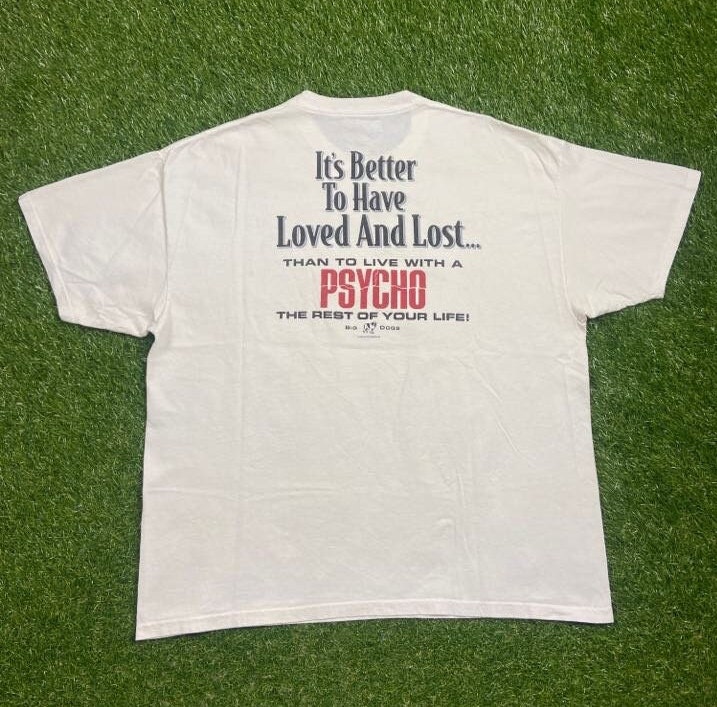 It's Better
To Have
Loved And Lost...
THAN TO LIVE WITH A
PSYCHO
THE REST OF YOUR LIFE!
BIG DOGS